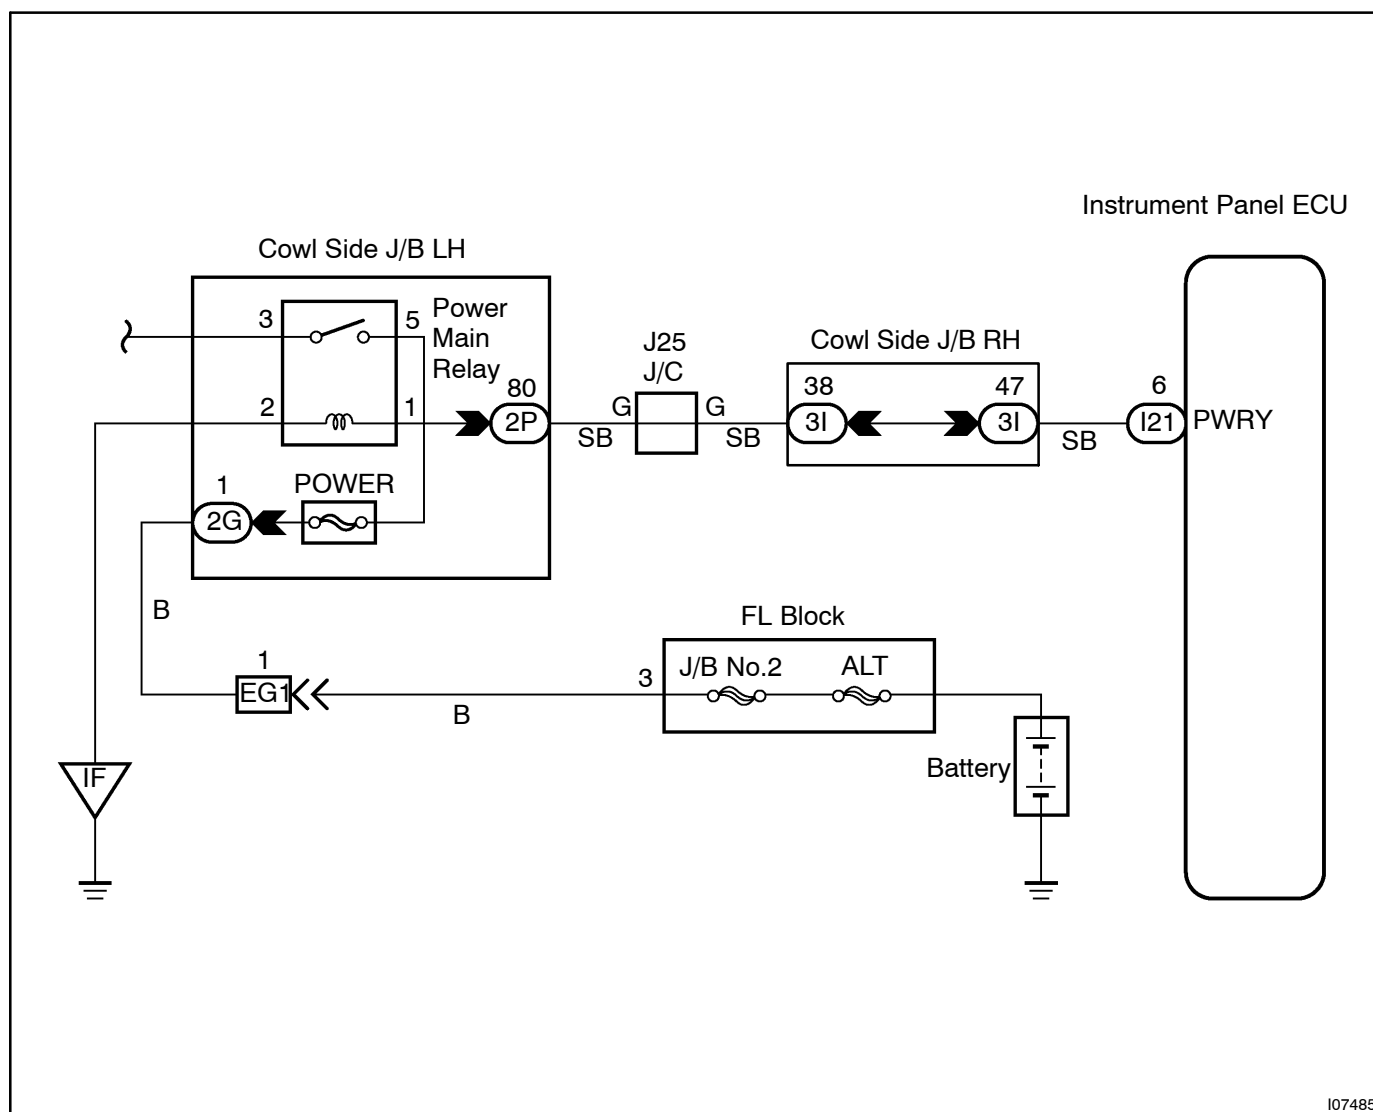 Instrument Panel ECU
Cowl Side J/B LH
3
5
Power
Main
Relay
J25
J/C
Cowl Side J/B RH
2
1
80
2P
G
G
SB
SB
38
3I
47
3I
SB
6
I21
PWRY
1
2G
POWER
B
FL Block
1
EG1
B
3
J/B No.2
ALT
Battery
IF
I07485